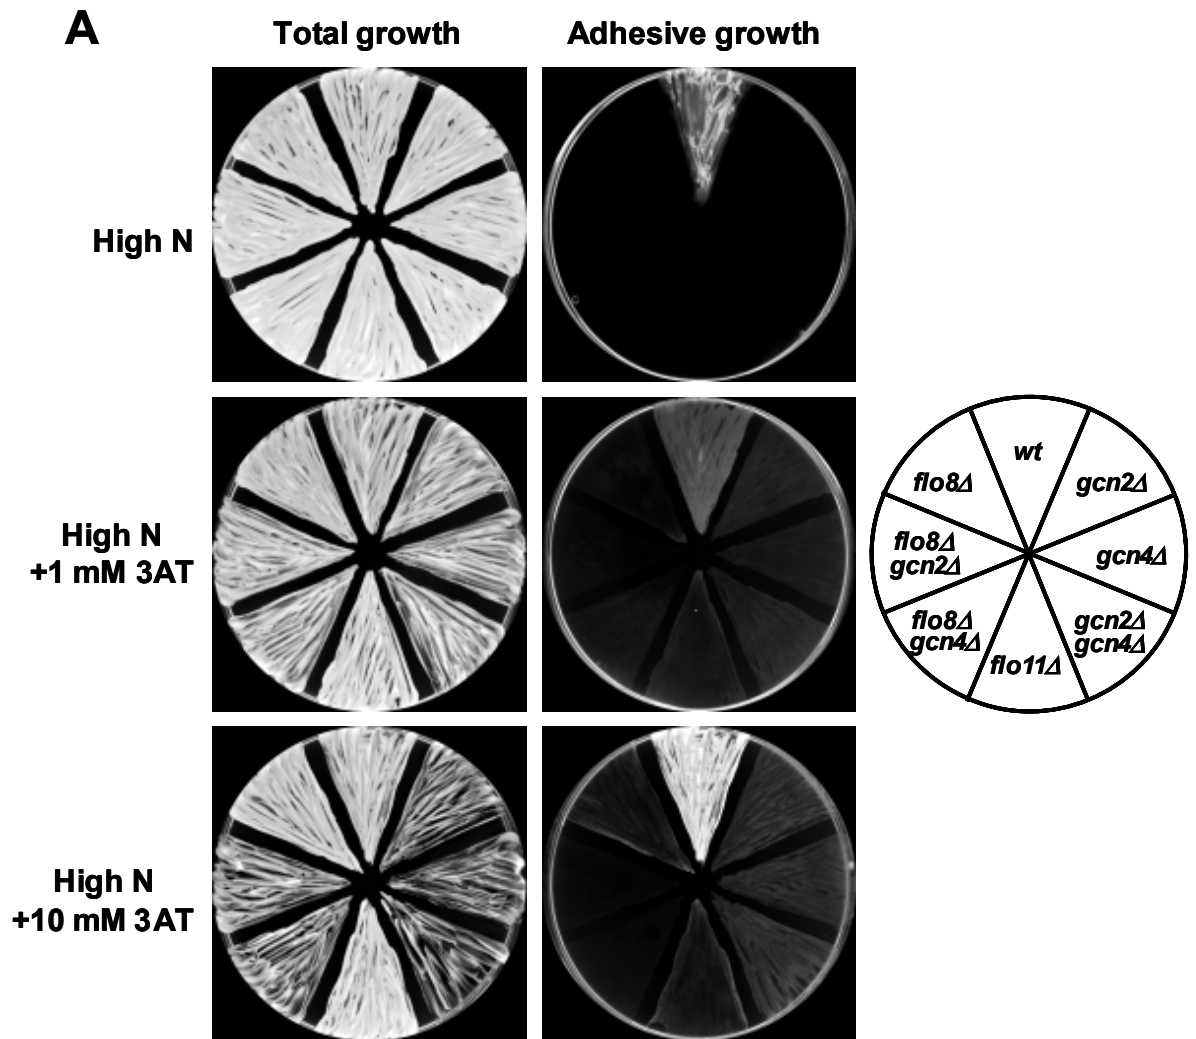 A
Total growth
Adhesive growth
High N
High N
+1 mM 3AT
High N
+10 mM 3AT
wt
gcn2Δ
gcn4Δ
gcn2Δ
gcn4Δ
flo11Δ
flo8Δ
gcn4Δ
flo8Δ
gcn2Δ
flo8Δ